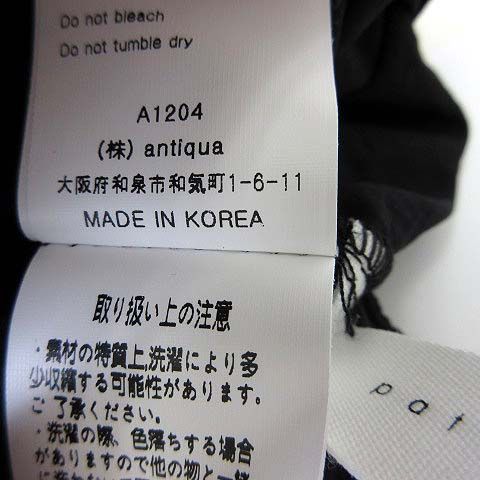 Do not bleach
Do not tumble dry
A1204
(株) antiqua
大阪府和泉市和気町1-6-11
MADE IN KOREA
取り扱い上の注意
・素材の特質上,洗濯により多
少収縮する可能性があります。
ご了承ください。
・洗濯の際、色落ちする場合
がありますので他の物と一緒
pat